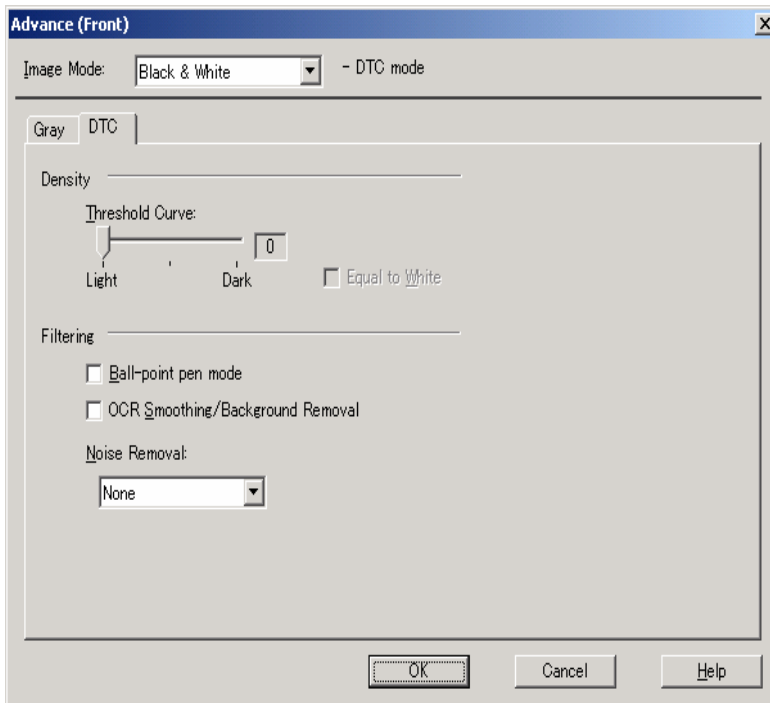 Advance (Front)
Image Mode: Black & White - DTC mode
Gray DTC
Density
Threshold Curve:
0
Light Dark Equal to White
Filtering
Ball-point pen mode
OCR Smoothing/Background Removal
Noise Removal:
None
OK Cancel Help